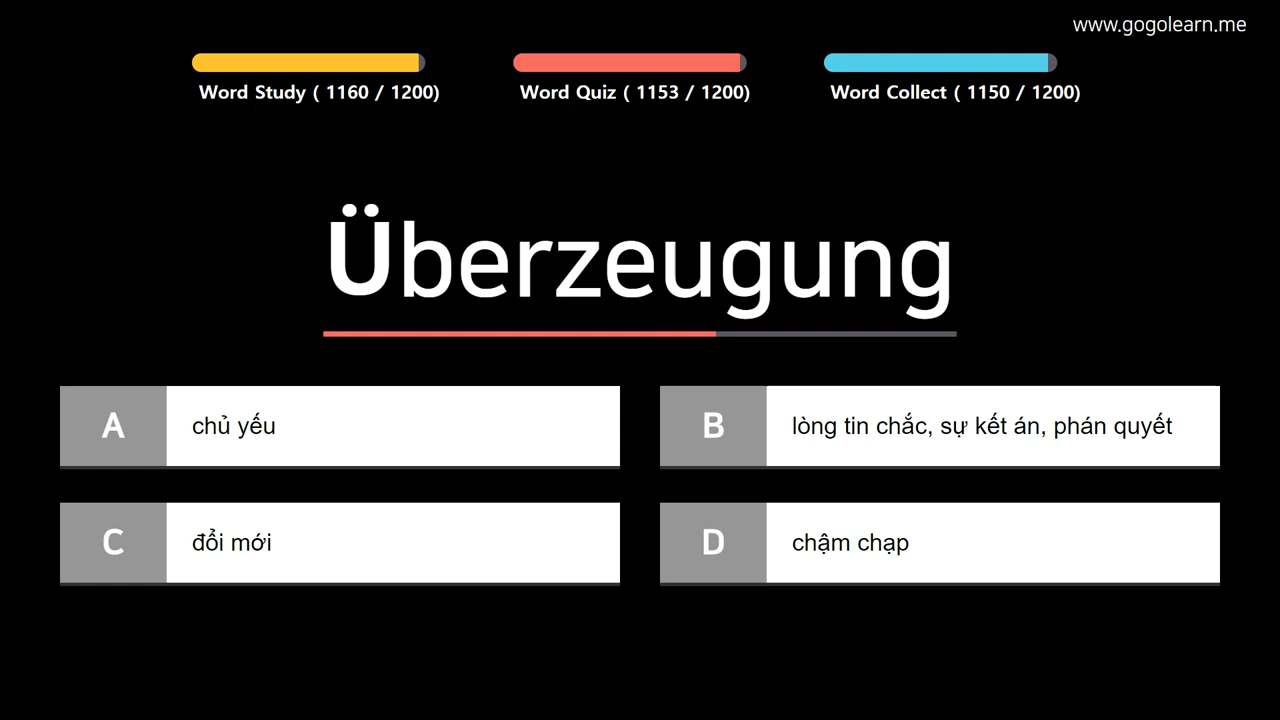 www.gogolearn.me
Word Study ( 1160 / 1200)
Word Quiz ( 1153 / 1200)
Word Collect ( 1150 / 1200)
Überzeugung
A chủ yếu
B lòng tin chắc, sự kết án, phán quyết
C đổi mới
D chậm chạp